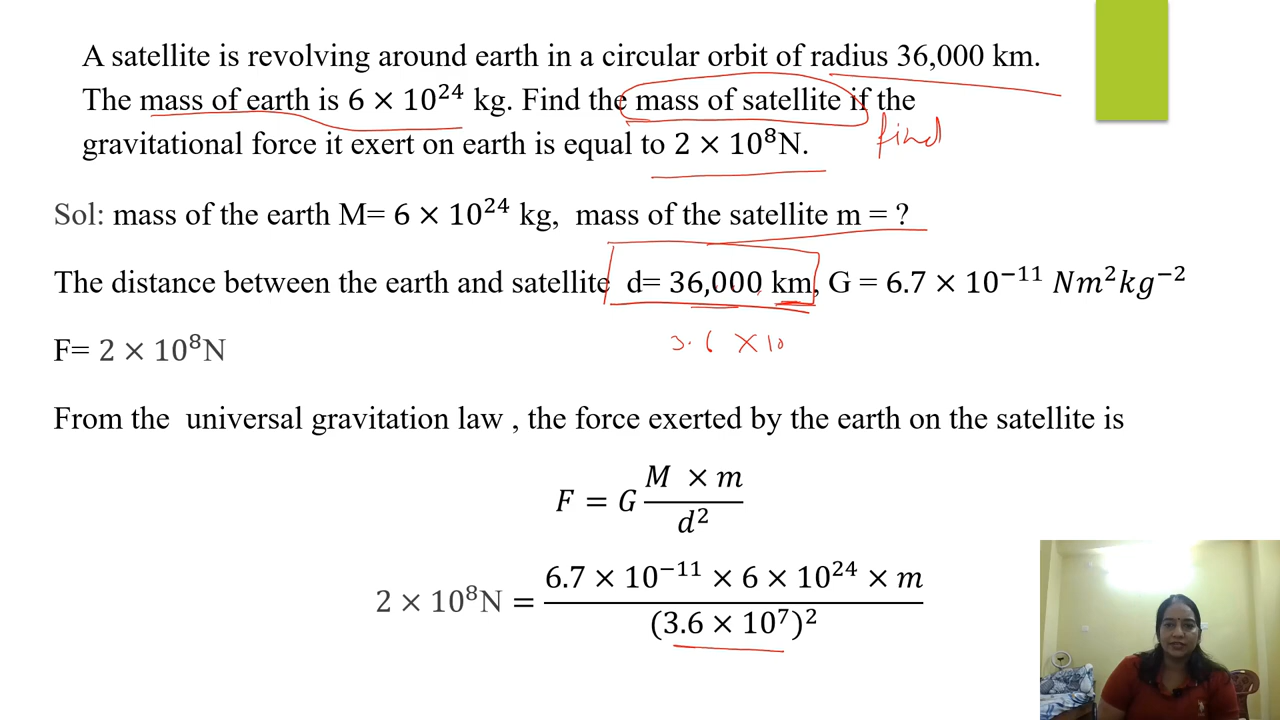 A satellite is revolving around earth in a circular orbit of radius 36,000 km.
The mass of earth is 6 × 10²⁴ kg. Find the mass of satellite if the
gravitational force it exert on earth is equal to 2 × 10⁸N.
find
Sol: mass of the earth M= 6 × 10²⁴ kg, mass of the satellite m = ?
The distance between the earth and satellite d= 36,000 km, G = 6.7 × 10⁻¹¹ Nm²kg⁻²
3.6 × 10
F= 2 × 10⁸N
From the universal gravitation law , the force exerted by the earth on the satellite is
F = G (M × m)/d²
2 × 10⁸N = (6.7 × 10⁻¹¹ × 6 × 10²⁴ × m)/(3.6 × 10⁷)²